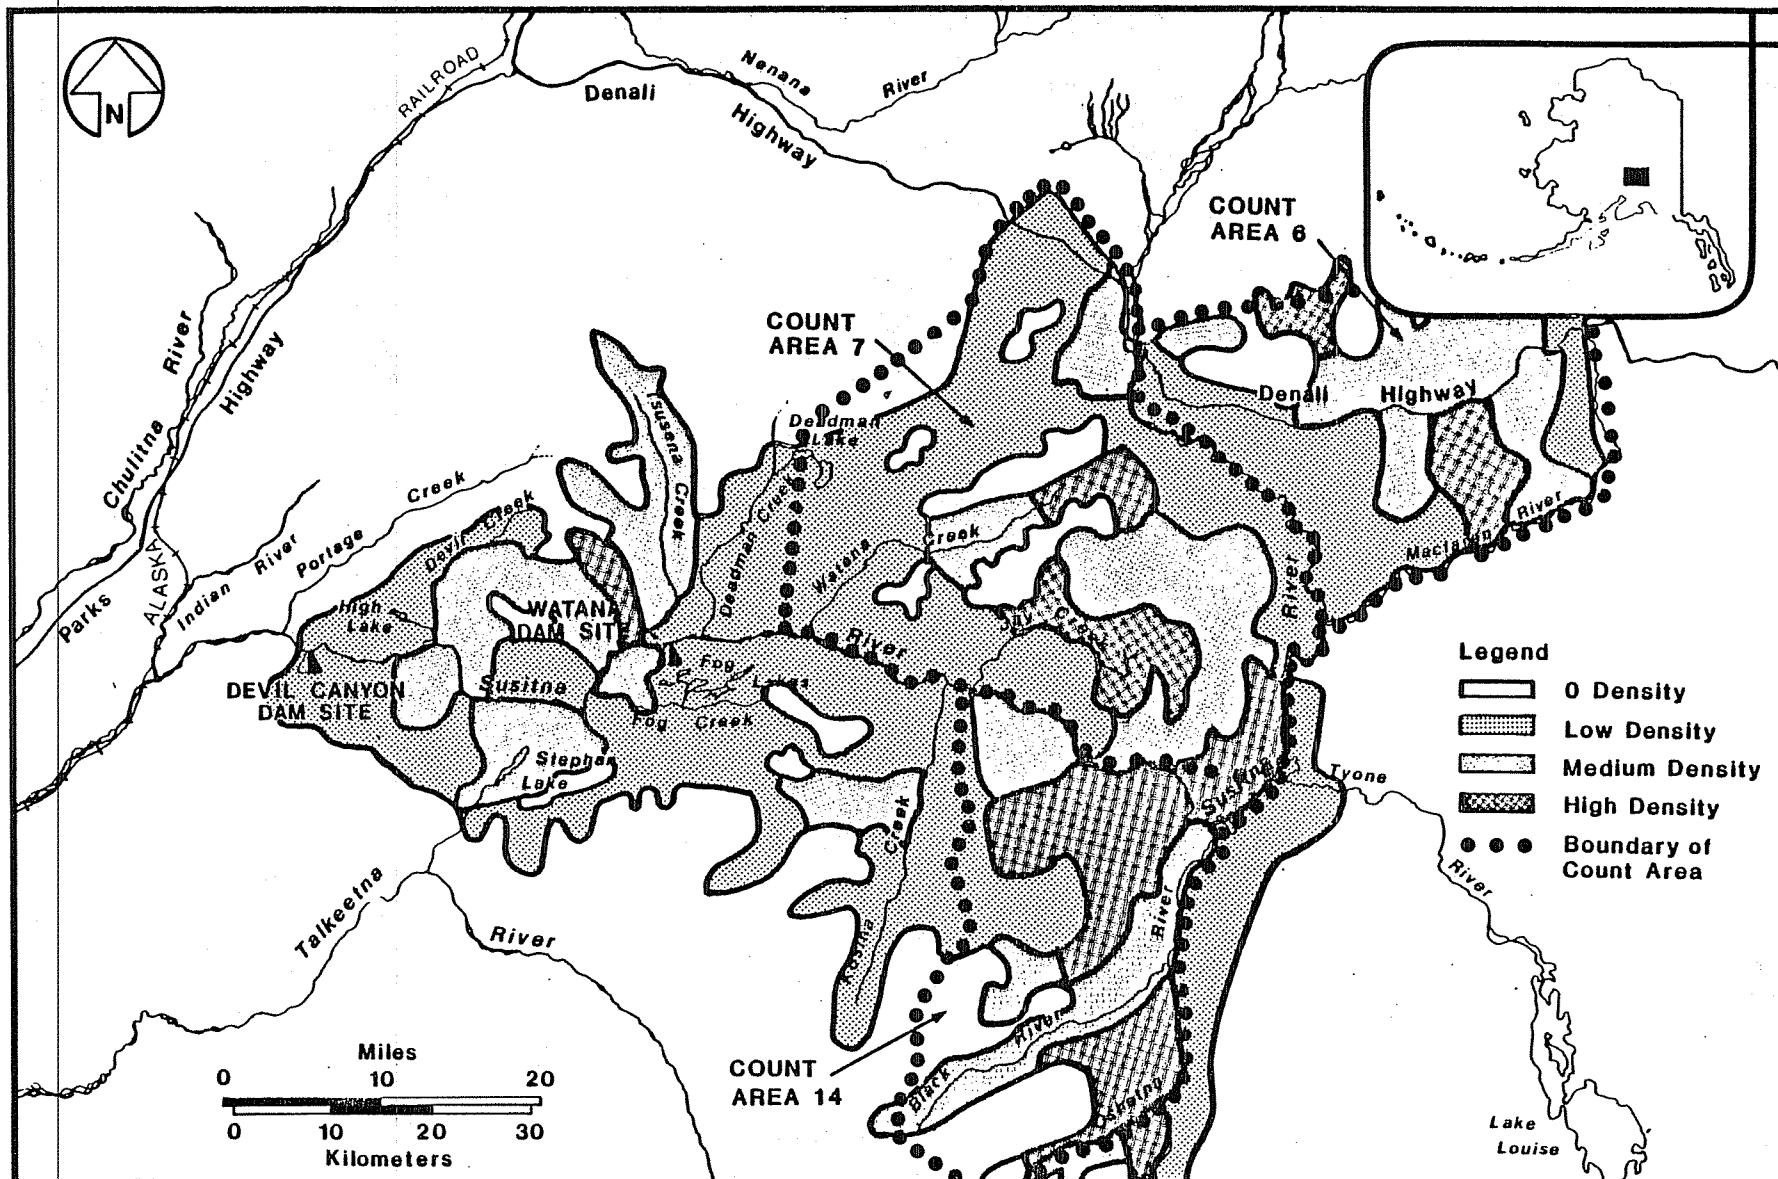 N
RAILROAD
Denali
Highway
Nenana
River
COUNT
AREA 6
COUNT
AREA 7
River
Chulitna
Highway
Parks
ALASKA
Indian River
Portage Creek
Devil Creek
High
Lake
Tsusena
Creek
Deadman
Lake
Deadman Creek
Watana
Creek
Denali Highway
Maclaren River
WATANA
DAM SITE
DEVIL CANYON
DAM SITE
Susitna
River
Fog
Lakes
Fog Creek
Stephan
Lake
Jay Creek
River
Susitna
Tyone
River
Kosina
Creek
Talkeetna
River
River
Black River
Oshetna
COUNT
AREA 14
Lake
Louise
Legend
0 Density
Low Density
Medium Density
High Density
Boundary of
Count Area
Miles
0 10 20
0 10 20 30
Kilometers